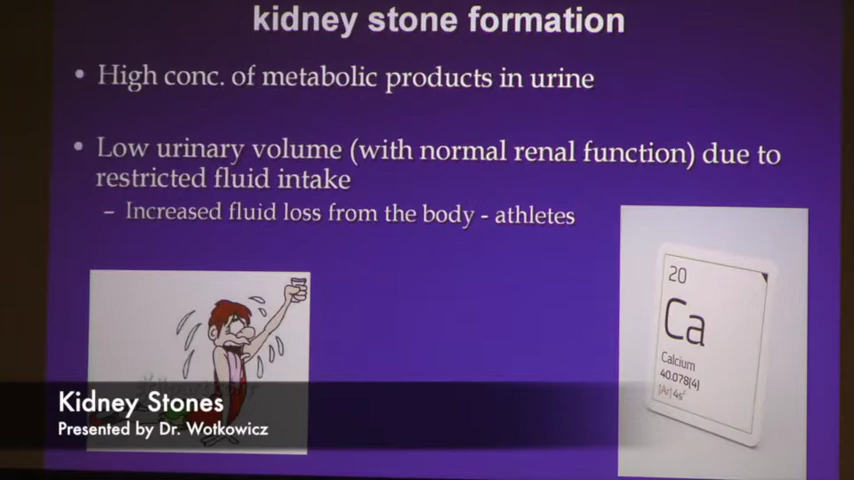 kidney stone formation
• High conc. of metabolic products in urine
• Low urinary volume (with normal renal function) due to
restricted fluid intake
– Increased fluid loss from the body - athletes
20
Ca
Calcium
40.078(4)
[Ar] 4s²
Kidney Stones
Presented by Dr. Wotkowicz